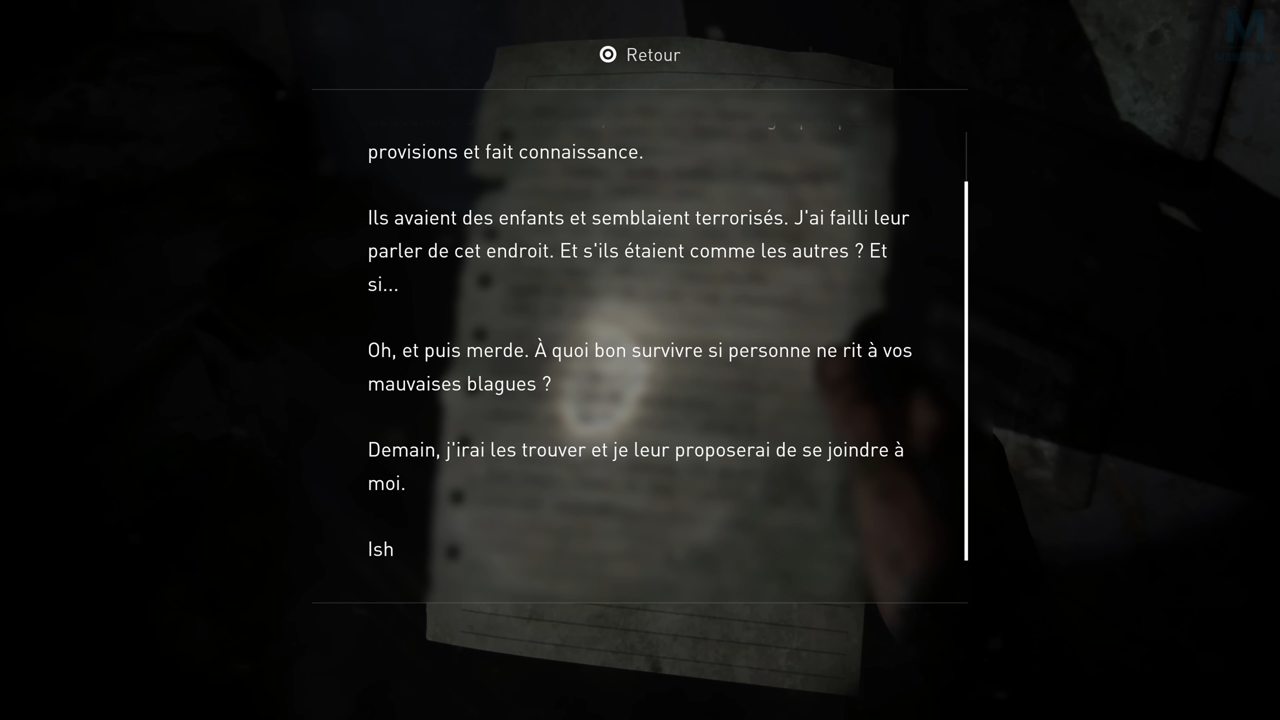 Retour
provisions et fait connaissance.
Ils avaient des enfants et semblaient terrorisés. J'ai failli leur
parler de cet endroit. Et s'ils étaient comme les autres ? Et
si...
Oh, et puis merde. À quoi bon survivre si personne ne rit à vos
mauvaises blagues ?
Demain, j'irai les trouver et je leur proposerai de se joindre à
moi.
Ish